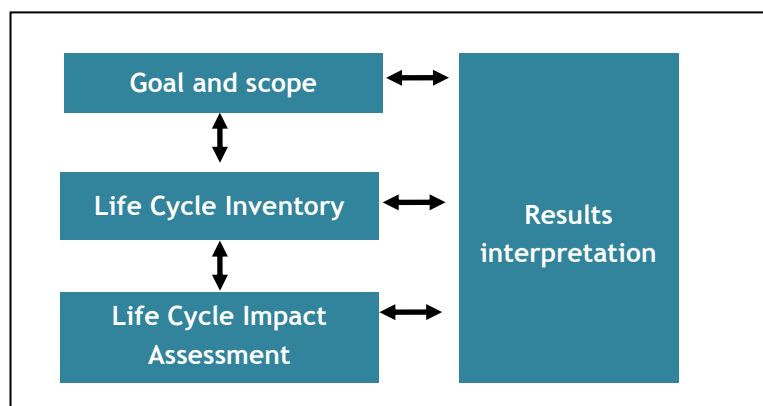 Goal and scope
Life Cycle Inventory
Life Cycle Impact
Assessment
Results
interpretation